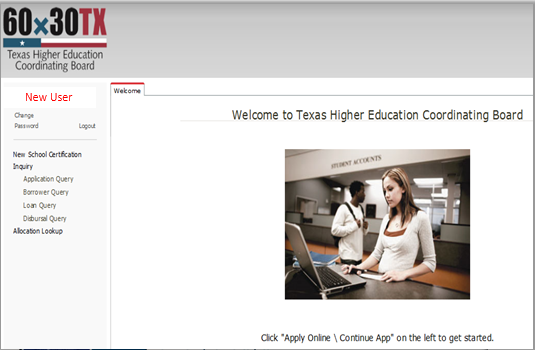 60x30TX
Texas Higher Education
Coordinating Board
New User
Change
Password
Logout
New School Certification
Inquiry
Application Query
Borrower Query
Loan Query
Disbursal Query
Allocation Lookup
Welcome
Welcome to Texas Higher Education Coordinating Board
STUDENT ACCOUNTS
Click "Apply Online \ Continue App" on the left to get started.